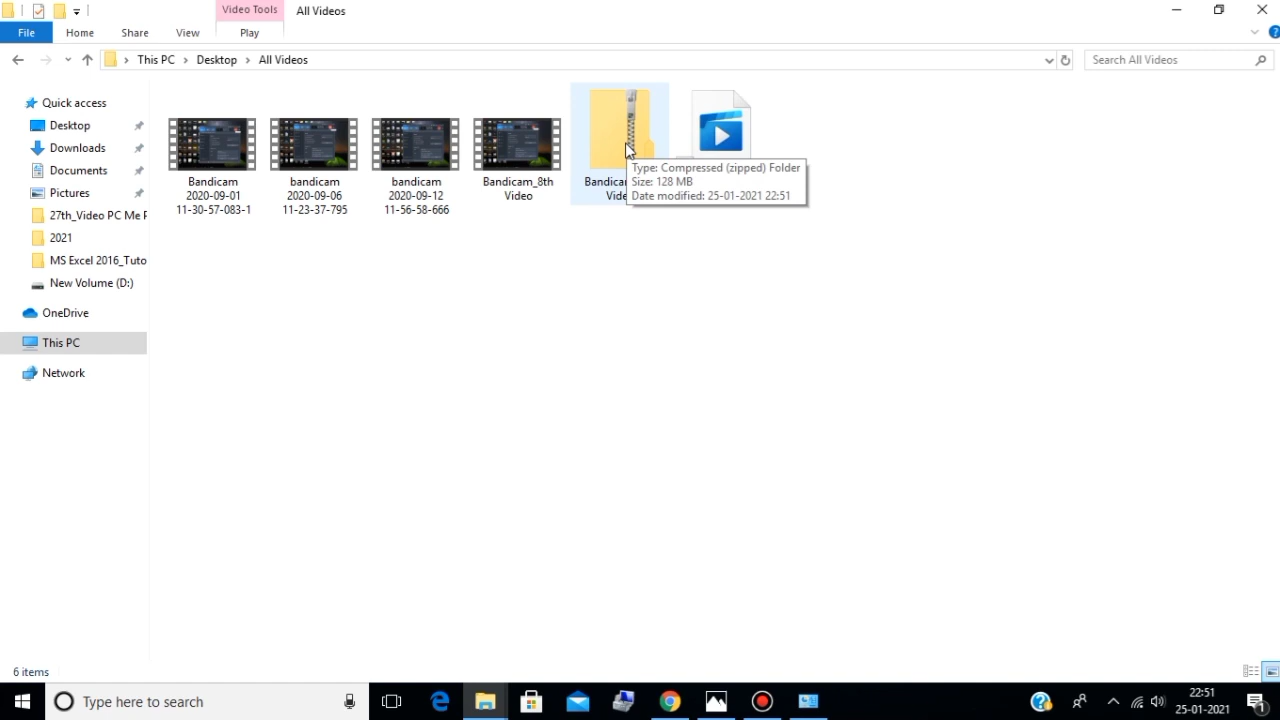 Video Tools
All Videos
File
Home
Share
View
Play
This PC
Desktop
All Videos
Search All Videos
Quick access
Desktop
Downloads
Documents
Pictures
27th_Video PC Me
2021
MS Excel 2016_Tuto
New Volume (D:)
OneDrive
This PC
Network
Bandicam
2020-09-01
11-30-57-083-1
bandicam
2020-09-06
11-23-37-795
bandicam
2020-09-12
11-56-58-666
Bandicam_8th
Video
Type: Compressed (zipped) Folder
Size: 128 MB
Date modified: 25-01-2021 22:51
6 items
Type here to search
22:51
25-01-2021
1